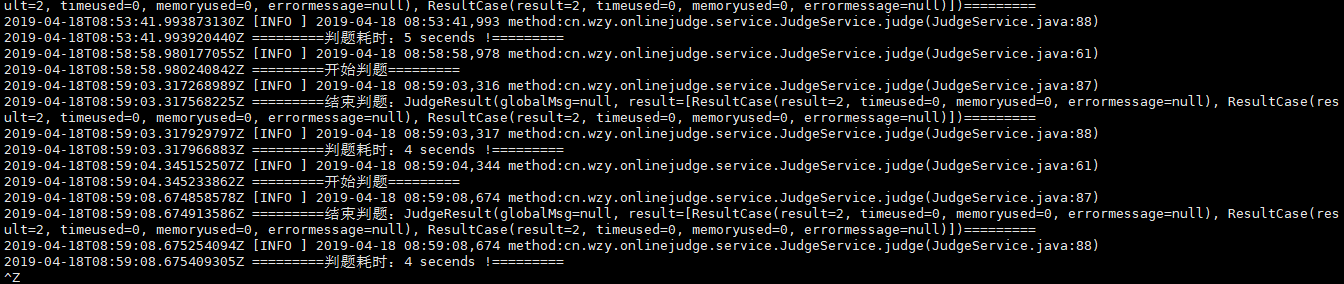 ult=2, timeused=0, memoryused=0, errormessage=null), ResultCase(result=2, timeused=0, memoryused=0, errormessage=null)])=========
2019-04-18T08:53:41.993873130Z [INFO ] 2019-04-18 08:53:41,993 method:cn.wzy.onlinejudge.service.JudgeService.judge(JudgeService.java:88)
2019-04-18T08:53:41.993920440Z =========判题耗时：5 secends !=========
2019-04-18T08:58:58.980177055Z [INFO ] 2019-04-18 08:58:58,978 method:cn.wzy.onlinejudge.service.JudgeService.judge(JudgeService.java:61)
2019-04-18T08:58:58.980240842Z =========开始判题=========
2019-04-18T08:59:03.317268989Z [INFO ] 2019-04-18 08:59:03,316 method:cn.wzy.onlinejudge.service.JudgeService.judge(JudgeService.java:87)
2019-04-18T08:59:03.317568225Z =========结束判题：JudgeResult(globalMsg=null, result=[ResultCase(result=2, timeused=0, memoryused=0, errormessage=null), ResultCase(res
ult=2, timeused=0, memoryused=0, errormessage=null), ResultCase(result=2, timeused=0, memoryused=0, errormessage=null)])=========
2019-04-18T08:59:03.317929797Z [INFO ] 2019-04-18 08:59:03,317 method:cn.wzy.onlinejudge.service.JudgeService.judge(JudgeService.java:88)
2019-04-18T08:59:03.317966883Z =========判题耗时：4 secends !=========
2019-04-18T08:59:04.345152507Z [INFO ] 2019-04-18 08:59:04,344 method:cn.wzy.onlinejudge.service.JudgeService.judge(JudgeService.java:61)
2019-04-18T08:59:04.345233862Z =========开始判题=========
2019-04-18T08:59:08.674858578Z [INFO ] 2019-04-18 08:59:08,674 method:cn.wzy.onlinejudge.service.JudgeService.judge(JudgeService.java:87)
2019-04-18T08:59:08.674913586Z =========结束判题：JudgeResult(globalMsg=null, result=[ResultCase(result=2, timeused=0, memoryused=0, errormessage=null), ResultCase(res
ult=2, timeused=0, memoryused=0, errormessage=null), ResultCase(result=2, timeused=0, memoryused=0, errormessage=null)])=========
2019-04-18T08:59:08.675254094Z [INFO ] 2019-04-18 08:59:08,674 method:cn.wzy.onlinejudge.service.JudgeService.judge(JudgeService.java:88)
2019-04-18T08:59:08.675409305Z =========判题耗时：4 secends !=========
^Z